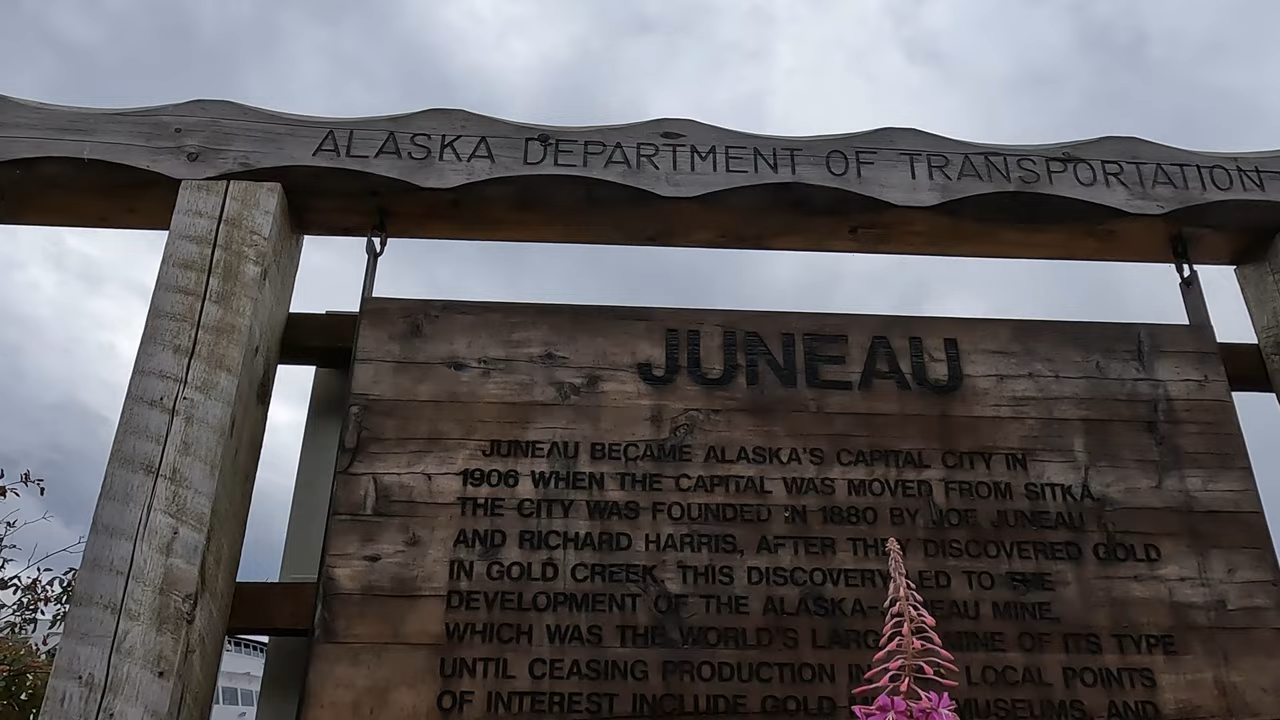 ALASKA DEPARTMENT OF TRANSPORTATION
JUNEAU
JUNEAU BECAME ALASKA'S CAPITAL CITY IN
1906 WHEN THE CAPITAL WAS MOVED FROM SITKA.
THE CITY WAS FOUNDED IN 1880 BY JOE JUNEAU
AND RICHARD HARRIS, AFTER THEY DISCOVERED GOLD
IN GOLD CREEK. THIS DISCOVERY LED TO THE
DEVELOPMENT OF THE ALASKA-JUNEAU MINE,
WHICH WAS THE WORLD'S MINE OF ITS TYPE
UNTIL CEASING PRODUCTION IN LOCAL POINTS
OF INTEREST INCLUDE GOLD MUSEUMS, AND